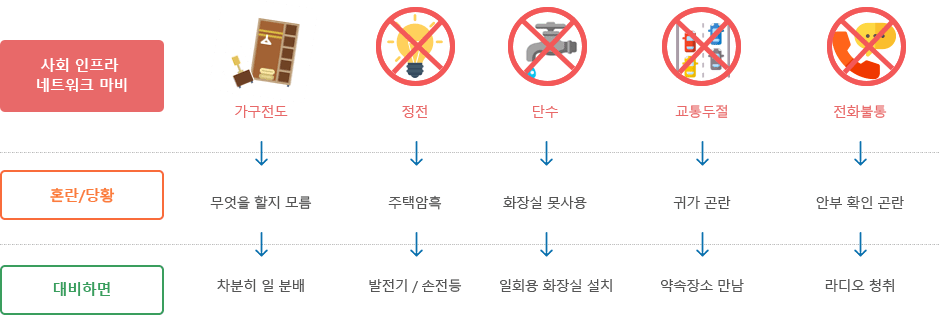 사회 인프라
네트워크 마비
가구전도
정전
단수
교통두절
전화불통
혼란/당황
무엇을 할지 모름
주택암흑
화장실 못사용
귀가 곤란
안부 확인 곤란
대비하면
차분히 일 분배
발전기 / 손전등
일회용 화장실 설치
약속장소 만남
라디오 청취